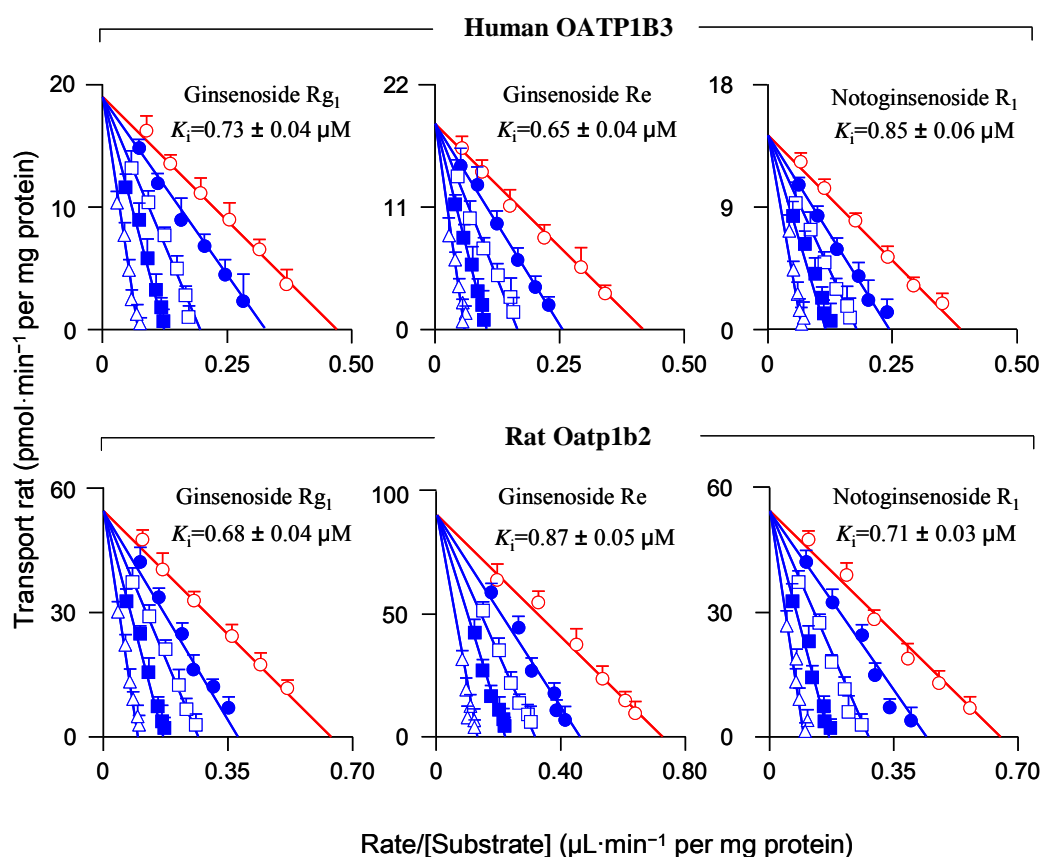 Human OATP1B3
20
10
0
0
0.25
0.50
Ginsenoside Rg₁
Kᵢ=0.73 ± 0.04 µM
22
11
0
0
0.25
0.50
Ginsenoside Re
Kᵢ=0.65 ± 0.04 µM
18
9
0
0
0.25
0.50
Notoginsenoside R₁
Kᵢ=0.85 ± 0.06 µM
Transport rat (pmol·min⁻¹ per mg protein)
Rat Oatp1b2
60
30
0
0
0.35
0.70
Ginsenoside Rg₁
Kᵢ=0.68 ± 0.04 µM
100
50
0
0
0.40
0.80
Ginsenoside Re
Kᵢ=0.87 ± 0.05 µM
60
30
0
0
0.35
0.70
Notoginsenoside R₁
Kᵢ=0.71 ± 0.03 µM
Rate/[Substrate] (µL·min⁻¹ per mg protein)